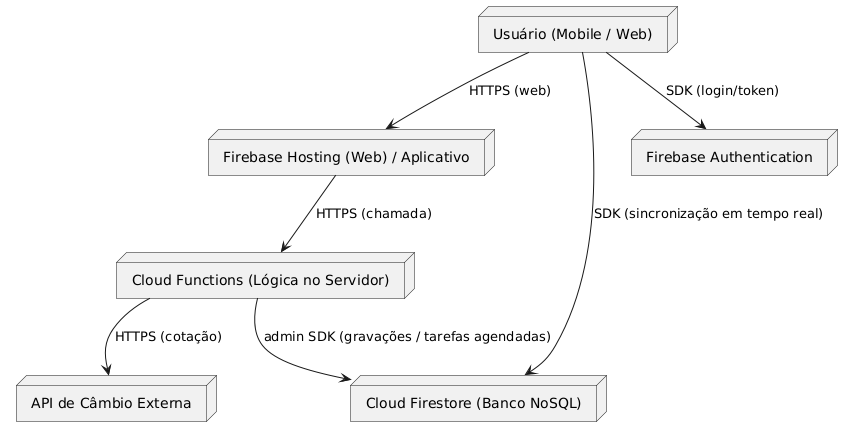 Usuário (Mobile / Web)
HTTPS (web)
SDK (login/token)
Firebase Hosting (Web) / Aplicativo
Firebase Authentication
HTTPS (chamada)
SDK (sincronização em tempo real)
Cloud Functions (Lógica no Servidor)
HTTPS (cotação)
admin SDK (gravações / tarefas agendadas)
API de Câmbio Externa
Cloud Firestore (Banco NoSQL)